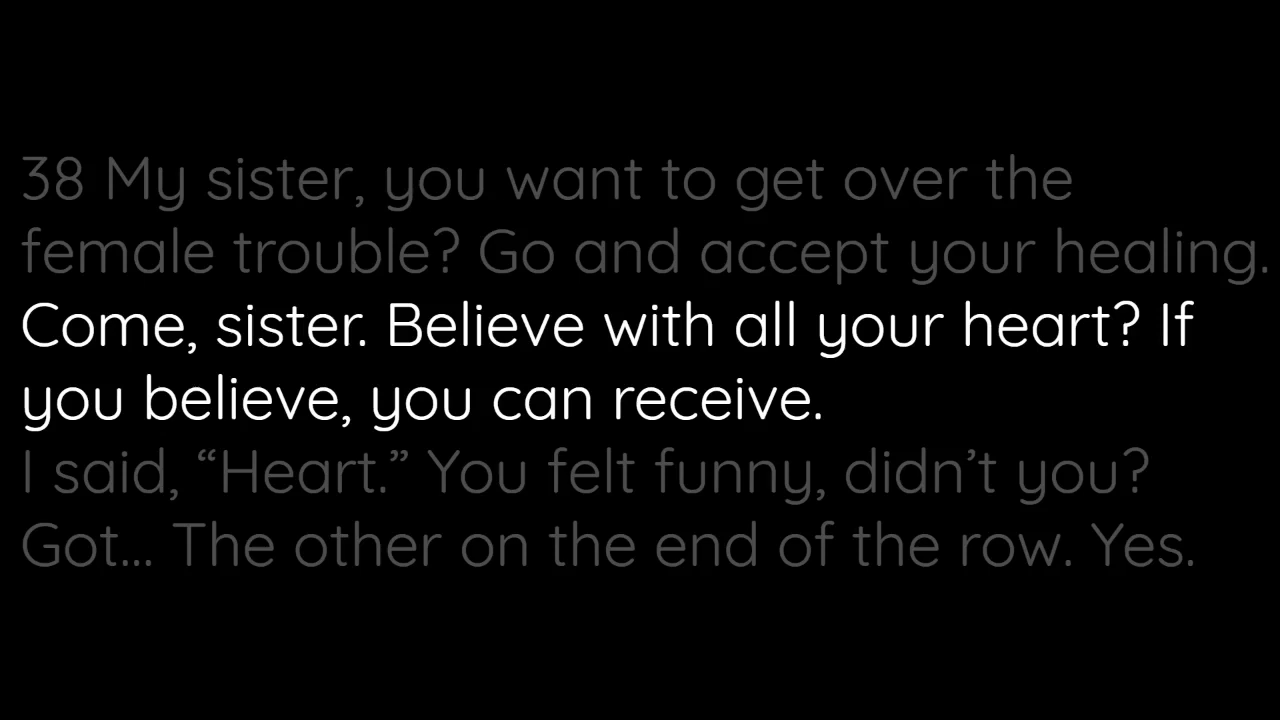 38 My sister, you want to get over the
female trouble? Go and accept your healing.
Come, sister. Believe with all your heart? If
you believe, you can receive.
I said, “Heart.” You felt funny, didn’t you?
Got... The other on the end of the row. Yes.